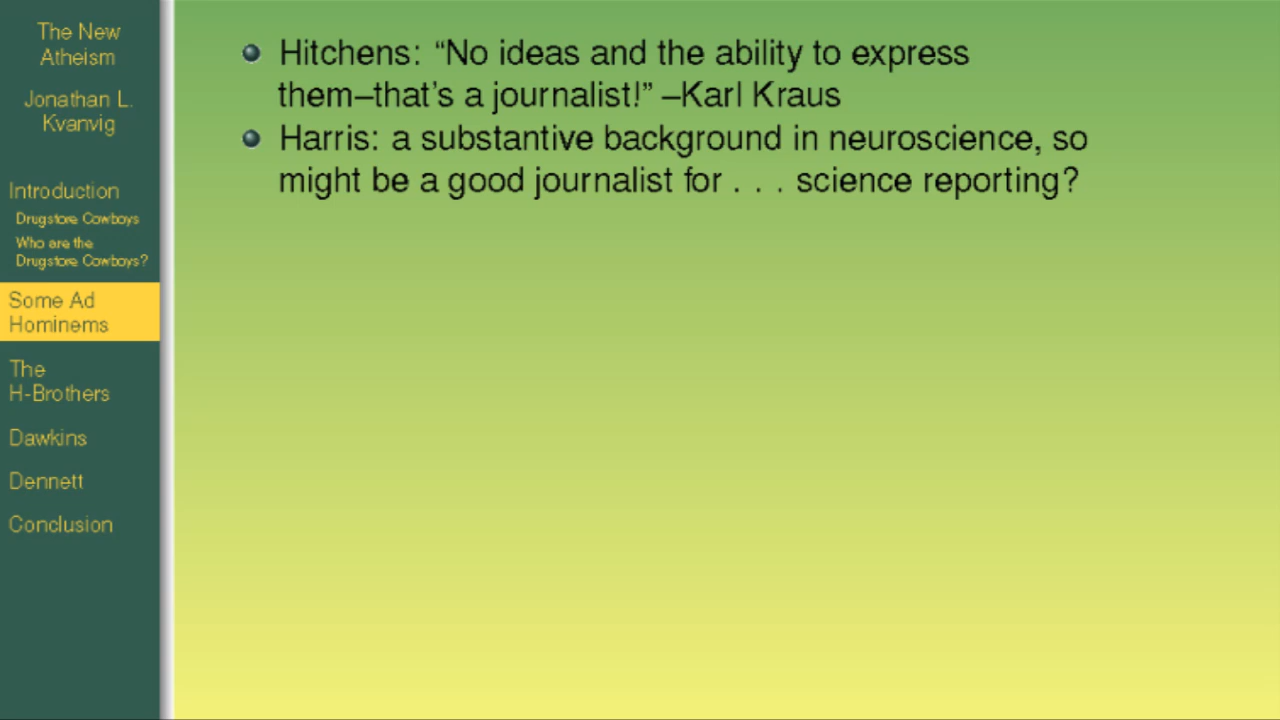 The New
Atheism
Jonathan L.
Kvanvig
Introduction
Drugstore Cowboys
Who are the
Drugstore Cowboys?
Some Ad
Hominems
The
H-Brothers
Dawkins
Dennett
Conclusion
Hitchens: “No ideas and the ability to express
them–that’s a journalist!” –Karl Kraus
Harris: a substantive background in neuroscience, so
might be a good journalist for . . . science reporting?